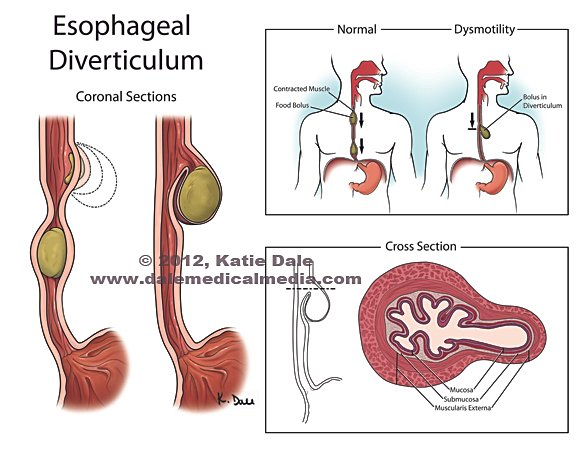 Esophageal
Diverticulum
Coronal Sections
Normal
Dysmotility
Contracted Muscle
Food Bolus
Bolus in
Diverticulum
© 2012, Katie Dale
www.dalemedicalmedia.com
K. Dale
Cross Section
Mucosa
Submucosa
Muscularis Externa